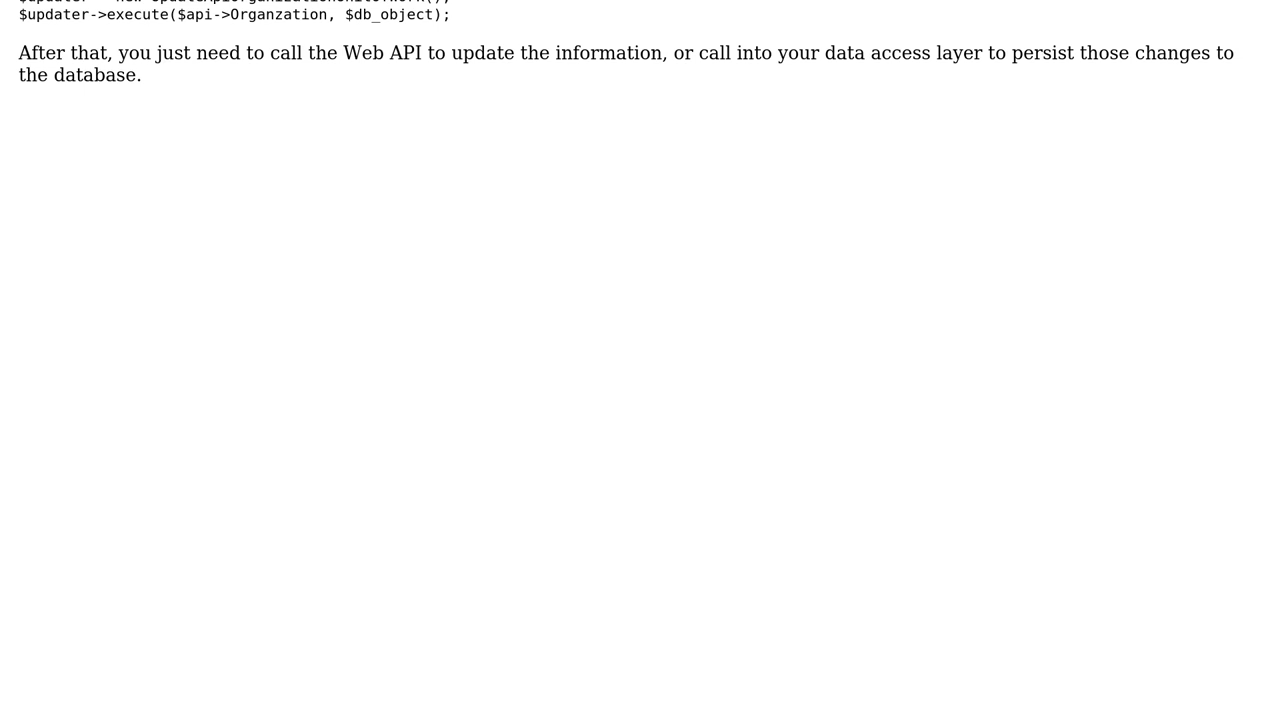 $updater->execute($api->Organzation, $db_object);
After that, you just need to call the Web API to update the information, or call into your data access layer to persist those changes to
the database.